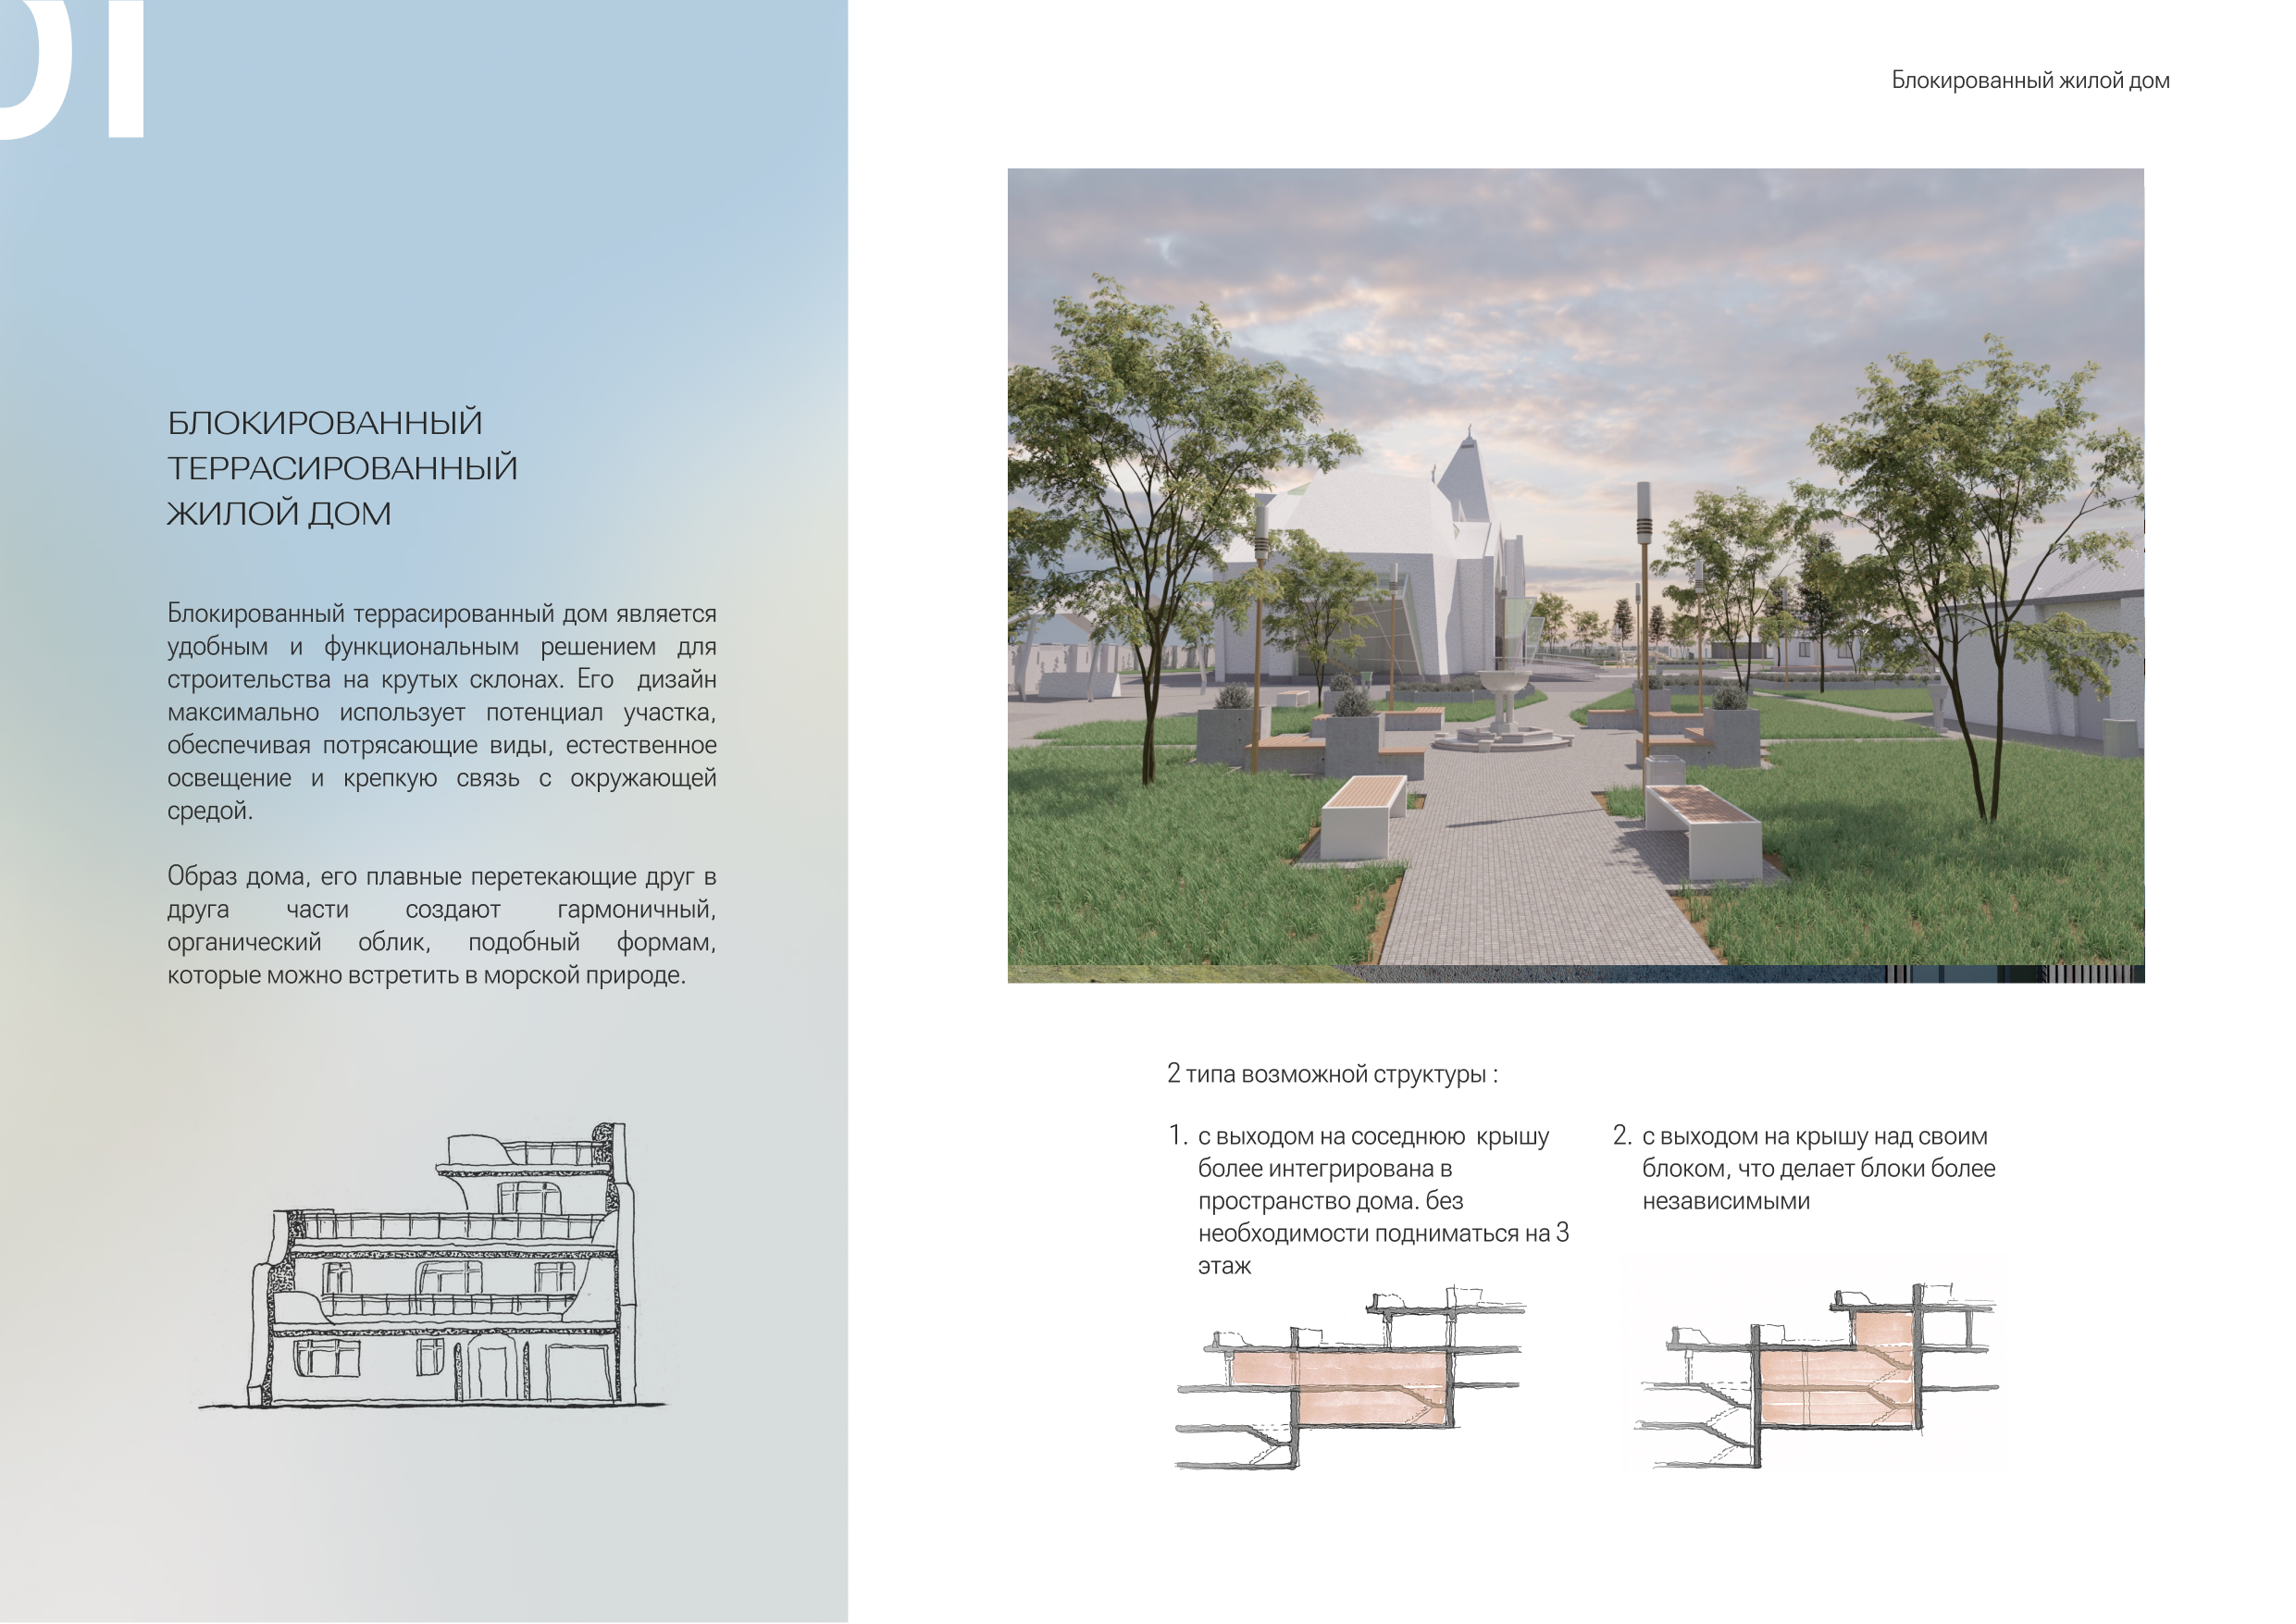 01
БЛОКИРОВАННЫЙ
ТЕРРАСИРОВАННЫЙ
ЖИЛОЙ ДОМ
Блокированный террасированный дом является
удобным и функциональным решением для
строительства на крутых склонах. Его дизайн
максимально использует потенциал участка,
обеспечивая потрясающие виды, естественное
освещение и крепкую связь с окружающей
средой.
Образ дома, его плавные перетекающие друг в
друга части создают гармоничный,
органический облик, подобный формам,
которые можно встретить в морской природе.
Блокированный жилой дом
2 типа возможной структуры :
1. с выходом на соседнюю крышу
более интегрирована в
пространство дома. без
необходимости подниматься на 3
этаж
2. с выходом на крышу над своим
блоком, что делает блоки более
независимыми